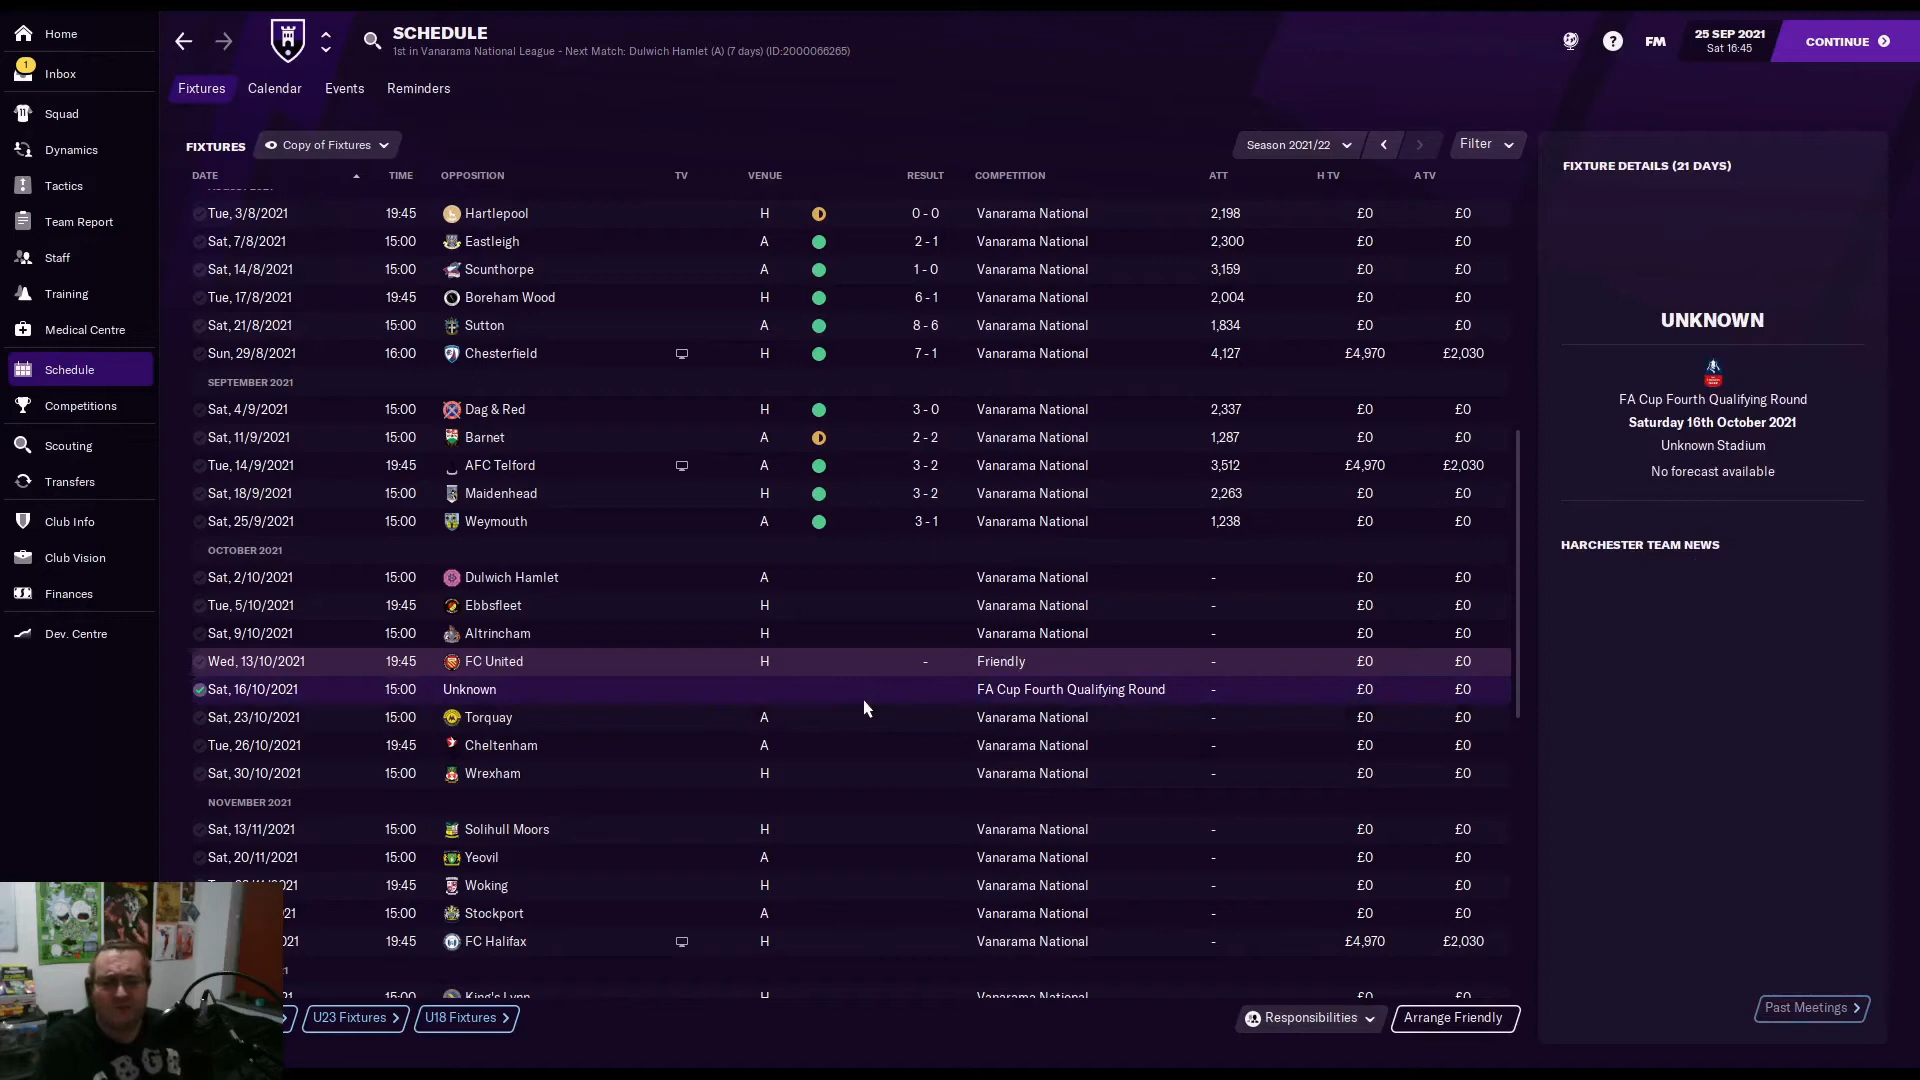 Home
1
Inbox
Squad
Dynamics
Tactics
Team Report
Staff
Training
Medical Centre
Schedule
Competitions
Scouting
Transfers
Club Info
Club Vision
Finances
Dev. Centre
SCHEDULE
1st in Vanarama National League - Next Match: Dulwich Hamlet (A) (7 days) (ID:2000066265)
FM
25 SEP 2021
Sat 16:45
CONTINUE
Fixtures Calendar Events Reminders
FIXTURES Copy of Fixtures Season 2021/22 Filter
DATE TIME OPPOSITION TV VENUE RESULT COMPETITION ATT H TV A TV
Tue, 3/8/2021 19:45 Hartlepool H 0 - 0 Vanarama National 2,198 £0 £0
Sat, 7/8/2021 15:00 Eastleigh A 2 - 1 Vanarama National 2,300 £0 £0
Sat, 14/8/2021 15:00 Scunthorpe A 1 - 0 Vanarama National 3,159 £0 £0
Tue, 17/8/2021 19:45 Boreham Wood H 6 - 1 Vanarama National 2,004 £0 £0
Sat, 21/8/2021 15:00 Sutton A 8 - 6 Vanarama National 1,834 £0 £0
Sun, 29/8/2021 16:00 Chesterfield H 7 - 1 Vanarama National 4,127 £4,970 £2,030
SEPTEMBER 2021
Sat, 4/9/2021 15:00 Dag & Red H 3 - 0 Vanarama National 2,337 £0 £0
Sat, 11/9/2021 15:00 Barnet A 2 - 2 Vanarama National 1,287 £0 £0
Tue, 14/9/2021 19:45 AFC Telford A 3 - 2 Vanarama National 3,512 £4,970 £2,030
Sat, 18/9/2021 15:00 Maidenhead H 3 - 2 Vanarama National 2,263 £0 £0
Sat, 25/9/2021 15:00 Weymouth A 3 - 1 Vanarama National 1,238 £0 £0
OCTOBER 2021
Sat, 2/10/2021 15:00 Dulwich Hamlet A Vanarama National - £0 £0
Tue, 5/10/2021 19:45 Ebbsfleet H Vanarama National - £0 £0
Sat, 9/10/2021 15:00 Altrincham H Vanarama National - £0 £0
Wed, 13/10/2021 19:45 FC United H - Friendly - £0 £0
Sat, 16/10/2021 15:00 Unknown FA Cup Fourth Qualifying Round - £0 £0
Sat, 23/10/2021 15:00 Torquay A Vanarama National - £0 £0
Tue, 26/10/2021 19:45 Cheltenham A Vanarama National - £0 £0
Sat, 30/10/2021 15:00 Wrexham H Vanarama National - £0 £0
NOVEMBER 2021
Sat, 13/11/2021 15:00 Solihull Moors H Vanarama National - £0 £0
Sat, 20/11/2021 15:00 Yeovil A Vanarama National - £0 £0
19:45 Woking H Vanarama National - £0 £0
15:00 Stockport A Vanarama National - £0 £0
19:45 FC Halifax H Vanarama National - £4,970 £2,030
15:00 King's Lynn H Vanarama National £0 £0
U23 Fixtures U18 Fixtures Responsibilities Arrange Friendly
FIXTURE DETAILS (21 DAYS)
UNKNOWN
FA Cup Fourth Qualifying Round
Saturday 16th October 2021
Unknown Stadium
No forecast available
HARCHESTER TEAM NEWS
Past Meetings